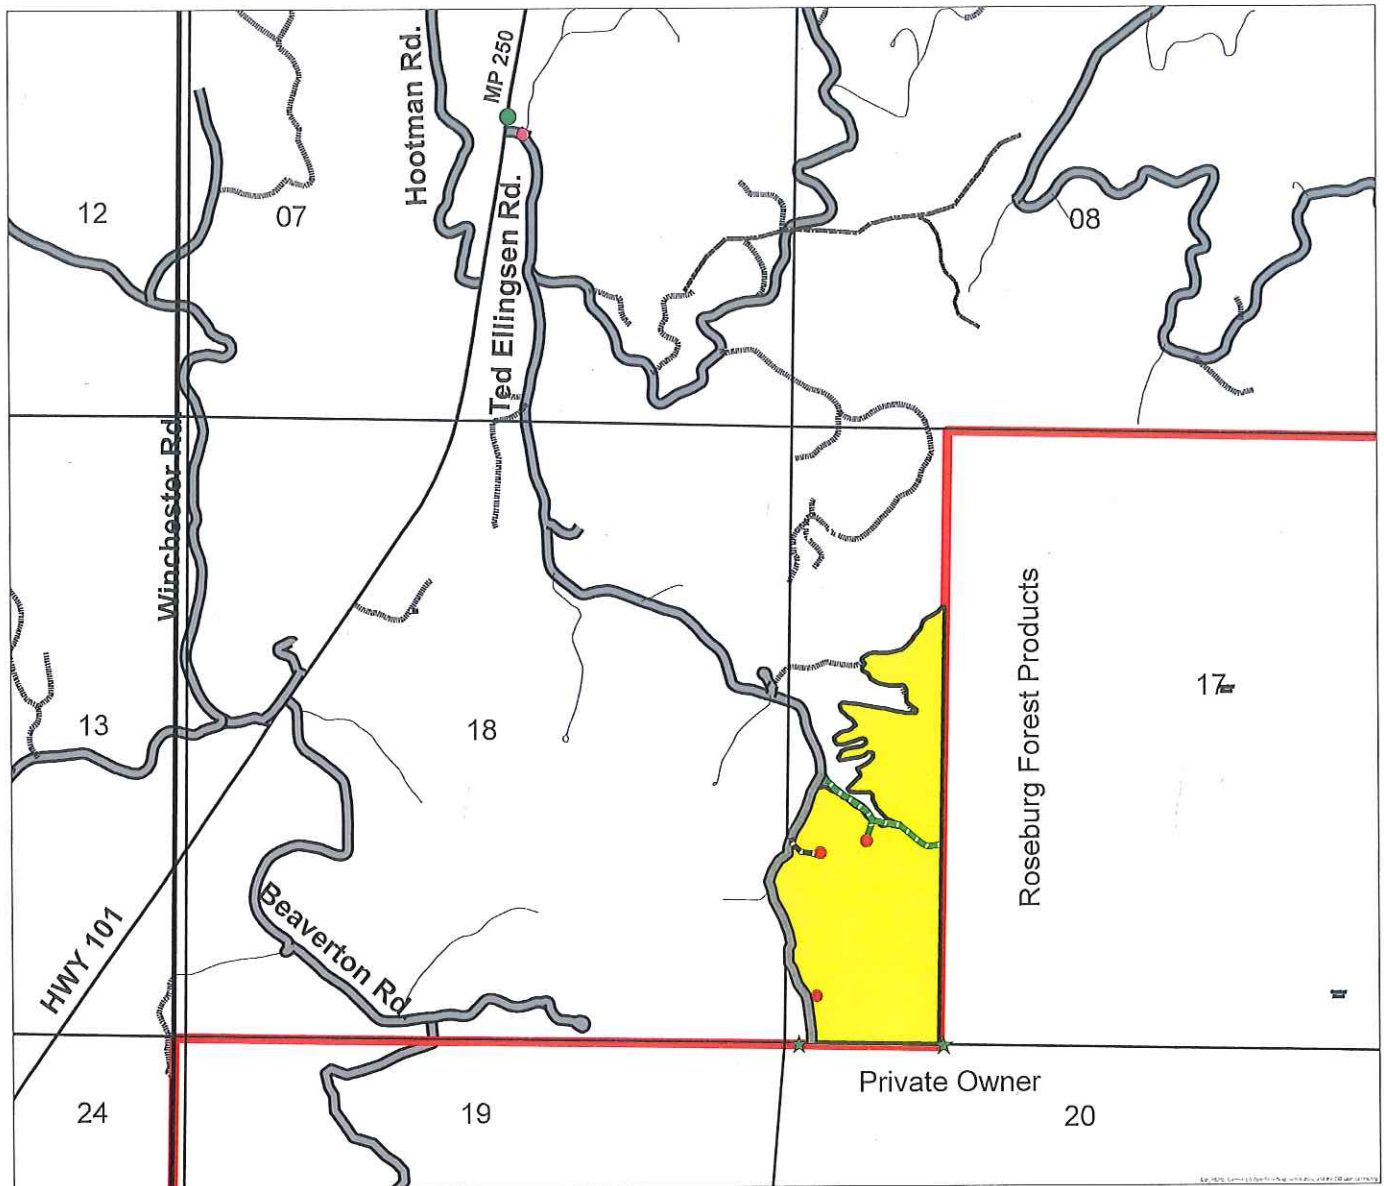 Hootman Rd.
MP 250
12
07
08
Ted Ellingsen Rd.
Winchester Rd.
Roseburg Forest Products
17
13
18
HWY 101
Beaverton Rd
Private Owner
24
19
20